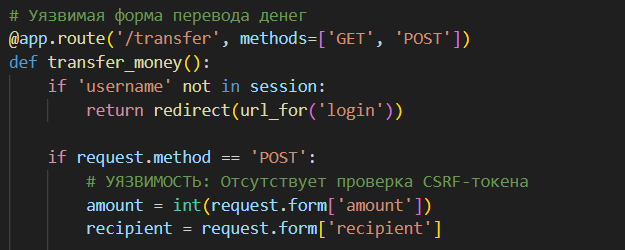 # Уязвимая форма перевода денег
@app.route('/transfer', methods=['GET', 'POST'])
def transfer_money():
    if 'username' not in session:
        return redirect(url_for('login'))

    if request.method == 'POST':
        # УЯЗВИМОСТЬ: Отсутствует проверка CSRF-токена
        amount = int(request.form['amount'])
        recipient = request.form['recipient']